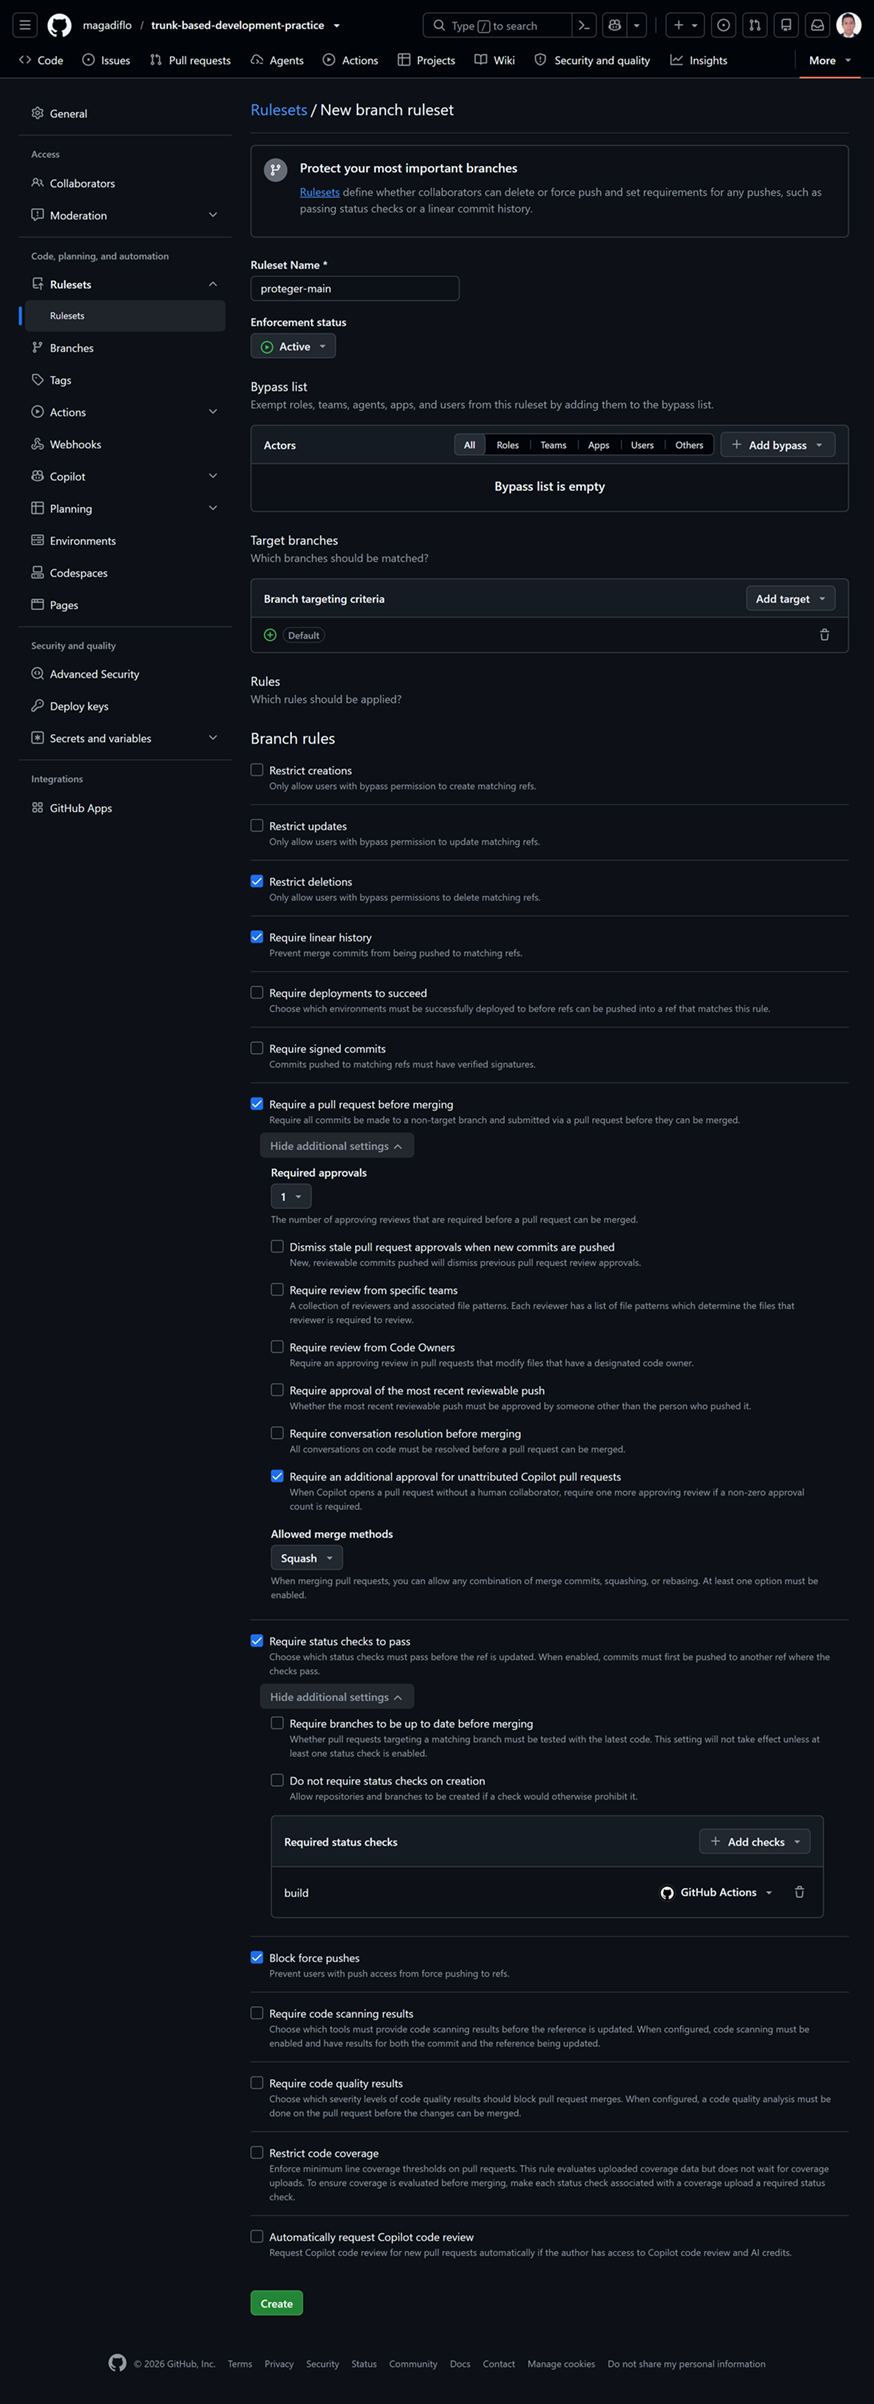 magadiflo / trunk-based-development-practice
Type / to search
Code Issues Pull requests Agents Actions Projects Wiki Security and quality Insights More
General
Access
Collaborators
Moderation
Code, planning, and automation
Rulesets
Rulesets
Branches
Tags
Actions
Webhooks
Copilot
Planning
Environments
Codespaces
Pages
Security and quality
Advanced Security
Deploy keys
Secrets and variables
Integrations
GitHub Apps
Rulesets / New branch ruleset
Protect your most important branches
Rulesets define whether collaborators can delete or force push and set requirements for any pushes, such as
passing status checks or a linear commit history.
Ruleset Name *
proteger-main
Enforcement status
Active
Bypass list
Exempt roles, teams, agents, apps, and users from this ruleset by adding them to the bypass list.
Actors All Roles Teams Apps Users Others + Add bypass
Bypass list is empty
Target branches
Which branches should be matched?
Branch targeting criteria Add target
Default
Rules
Which rules should be applied?
Branch rules
Restrict creations
Only allow users with bypass permission to create matching refs.
Restrict updates
Only allow users with bypass permission to update matching refs.
Restrict deletions
Only allow users with bypass permissions to delete matching refs.
Require linear history
Prevent merge commits from being pushed to matching refs.
Require deployments to succeed
Choose which environments must be successfully deployed to before refs can be pushed into a ref that matches this rule.
Require signed commits
Commits pushed to matching refs must have verified signatures.
Require a pull request before merging
Require all commits be made to a non-target branch and submitted via a pull request before they can be merged.
Hide additional settings
Required approvals
1
The number of approving reviews that are required before a pull request can be merged.
Dismiss stale pull request approvals when new commits are pushed
New, reviewable commits pushed will dismiss previous pull request review approvals.
Require review from specific teams
A collection of reviewers and associated file patterns. Each reviewer has a list of file patterns which determine the files that
reviewer is required to review.
Require review from Code Owners
Require an approving review in pull requests that modify files that have a designated code owner.
Require approval of the most recent reviewable push
Whether the most recent reviewable push must be approved by someone other than the person who pushed it.
Require conversation resolution before merging
All conversations on code must be resolved before a pull request can be merged.
Require an additional approval for unattributed Copilot pull requests
When Copilot opens a pull request without a human collaborator, require one more approving review if a non-zero approval
count is required.
Allowed merge methods
Squash
When merging pull requests, you can allow any combination of merge commits, squashing, or rebasing. At least one option must be
enabled.
Require status checks to pass
Choose which status checks must pass before the ref is updated. When enabled, commits must first be pushed to another ref where the
checks pass.
Hide additional settings
Require branches to be up to date before merging
Whether pull requests targeting a matching branch must be tested with the latest code. This setting will not take effect unless at
least one status check is enabled.
Do not require status checks on creation
Allow repositories and branches to be created if a check would otherwise prohibit it.
Required status checks + Add checks
build GitHub Actions
Block force pushes
Prevent users with push access from force pushing to refs.
Require code scanning results
Choose which tools must provide code scanning results before the reference is updated. When configured, code scanning must be
enabled and have results for both the commit and the reference being updated.
Require code quality results
Choose which severity levels of code quality results should block pull request merges. When configured, a code quality analysis must be
done on the pull request before the changes can be merged.
Restrict code coverage
Enforce minimum line coverage thresholds on pull requests. This rule evaluates uploaded coverage data but does not wait for coverage
uploads. To ensure coverage is evaluated before merging, make each status check associated with a coverage upload a required status
check.
Automatically request Copilot code review
Request Copilot code review for new pull requests automatically if the author has access to Copilot code review and AI credits.
Create
© 2026 GitHub, Inc. Terms Privacy Security Status Community Docs Contact Manage cookies Do not share my personal information